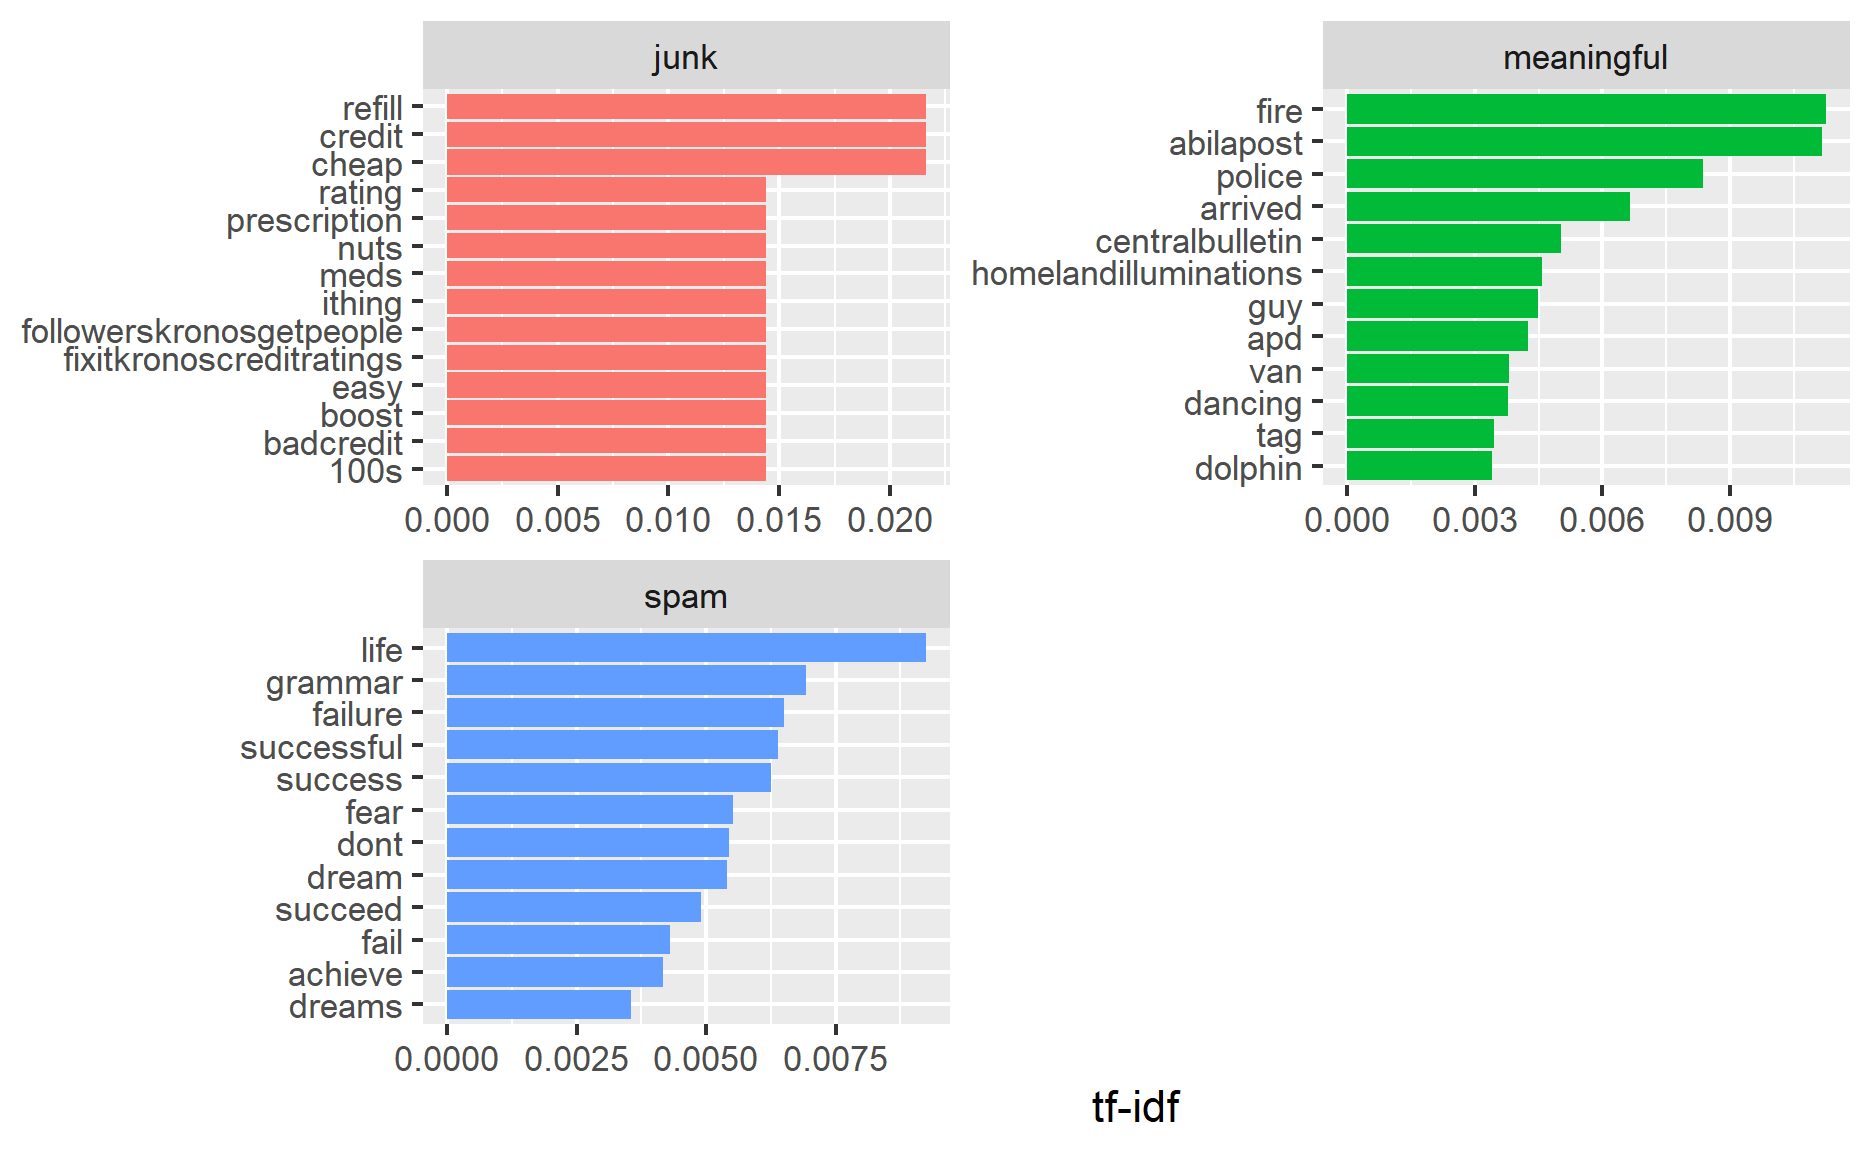 junk
refill
credit
cheap
rating
prescription
nuts
meds
ithing
followerskronosgetpeople
fixitkronoscreditratings
easy
boost
badcredit
100s
0.000 0.005 0.010 0.015 0.020
meaningful
fire
abilapost
police
arrived
centralbulletin
homelandilluminations
guy
apd
van
dancing
tag
dolphin
0.000 0.003 0.006 0.009
spam
life
grammar
failure
successful
success
fear
dont
dream
succeed
fail
achieve
dreams
0.0000 0.0025 0.0050 0.0075
tf-idf